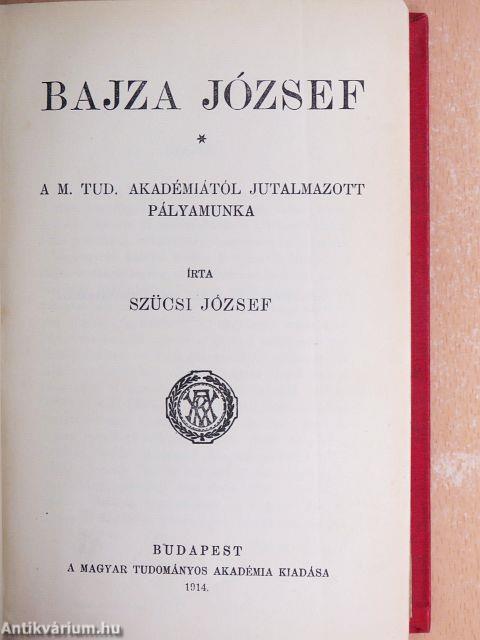 BAJZA JÓZSEF
*
A M. TUD. AKADÉMIÁTÓL JUTALMAZOTT
PÁLYAMUNKA
ÍRTA
SZÜCSI JÓZSEF
BUDAPEST
A MAGYAR TUDOMÁNYOS AKADÉMIA KIADÁSA
1914.
Antikvárium.hu